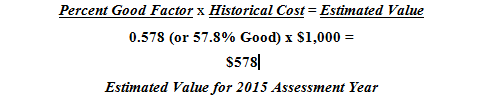 Percent Good Factor x Historical Cost = Estimated Value
0.578 (or 57.8% Good) x $1,000 =
$578
Estimated Value for 2015 Assessment Year